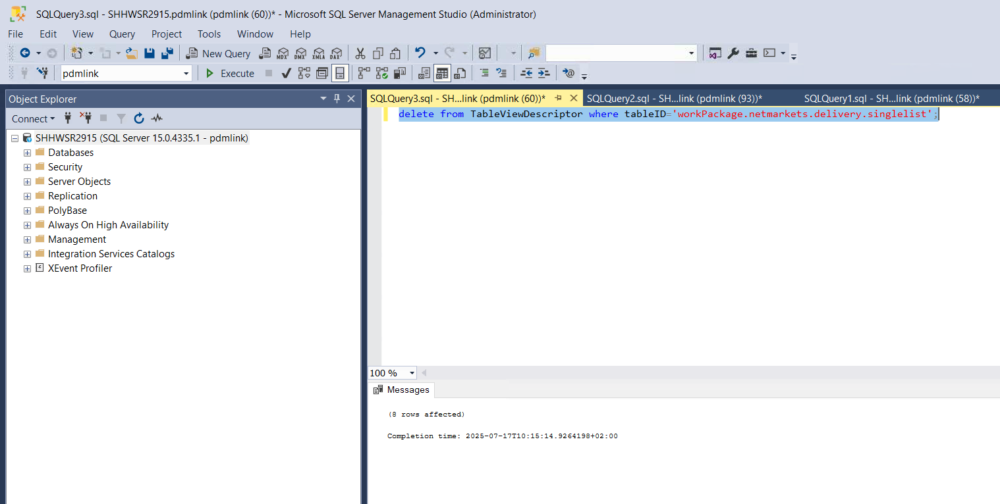 SQLQuery3.sql - SHHWSR2915.pdmlink (pdmlink (60))* - Microsoft SQL Server Management Studio (Administrator)
File Edit View Query Project Tools Window Help
New Query MDX DMX XMLA DAX
pdmlink Execute
Object Explorer
SQLQuery3.sql - SH...link (pdmlink (60))* SQLQuery2.sql - SH...link (pdmlink (93))* SQLQuery1.sql - SH...link (pdmlink (58))*
Connect
delete from TableViewDescriptor where tableID='workPackage.netmarkets.delivery.singlelist';
SHHWSR2915 (SQL Server 15.0.4335.1 - pdmlink)
Databases
Security
Server Objects
Replication
PolyBase
Always On High Availability
Management
Integration Services Catalogs
XEvent Profiler
100 %
Messages
(8 rows affected)
Completion time: 2025-07-17T10:15:14.9264198+02:00